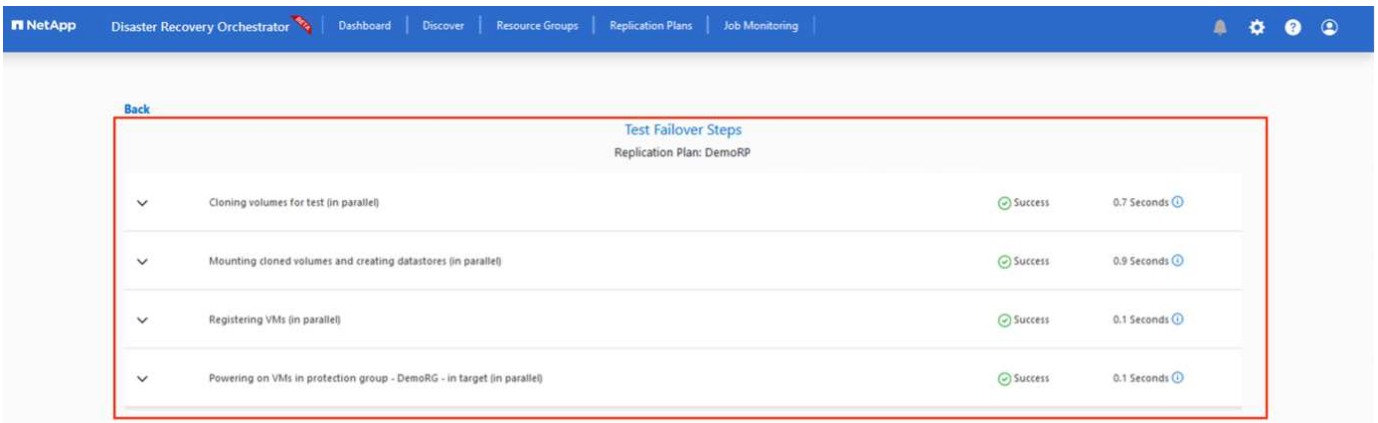 NetApp Disaster Recovery Orchestrator Dashboard Discover Resource Groups Replication Plans Job Monitoring
Back
Test Failover Steps
Replication Plan: DemoRP
Cloning volumes for test (in parallel) Success 0.7 Seconds
Mounting cloned volumes and creating datastores (in parallel) Success 0.9 Seconds
Registering VMs (in parallel) Success 0.1 Seconds
Powering on VMs in protection group - DemoRG - in target (in parallel) Success 0.1 Seconds